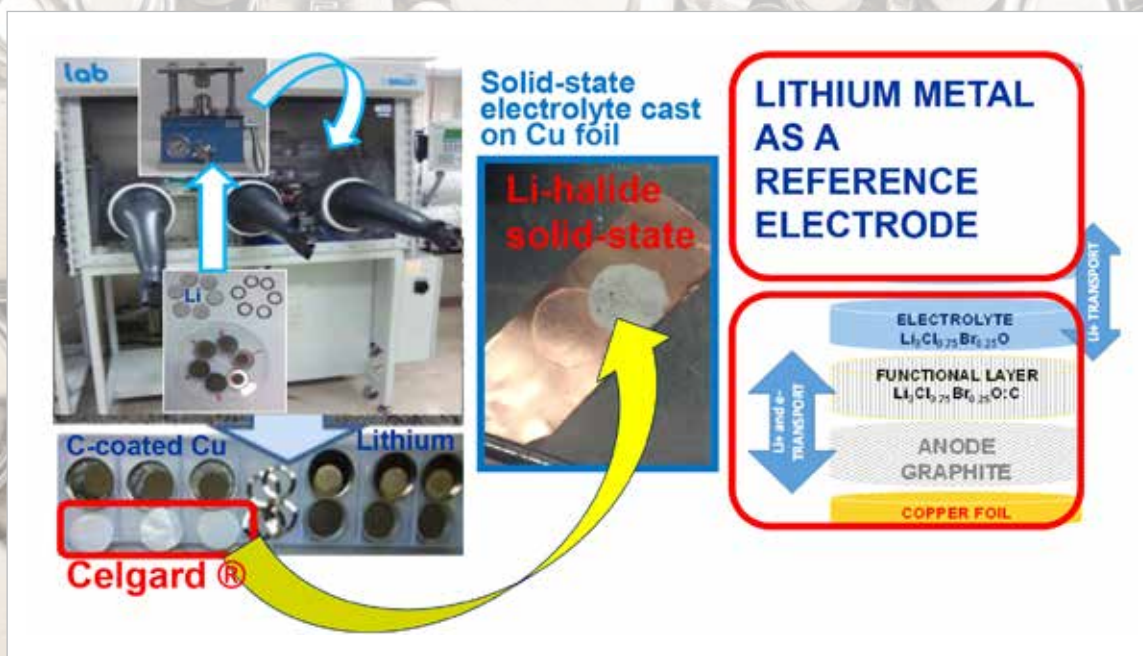 lab
Li
C-coated Cu
Lithium
Celgard ®
Solid-state
electrolyte cast
on Cu foil
Li-halide
solid-state
LITHIUM METAL
AS A
REFERENCE
ELECTRODE
Li+ TRANSPORT
ELECTROLYTE
Li₃Cl₀.₇₅Br₀.₂₅O
FUNCTIONAL LAYER
Li₃Cl₀.₇₅Br₀.₂₅O:C
Li+ and e-
TRANSPORT
ANODE
GRAPHITE
COPPER FOIL